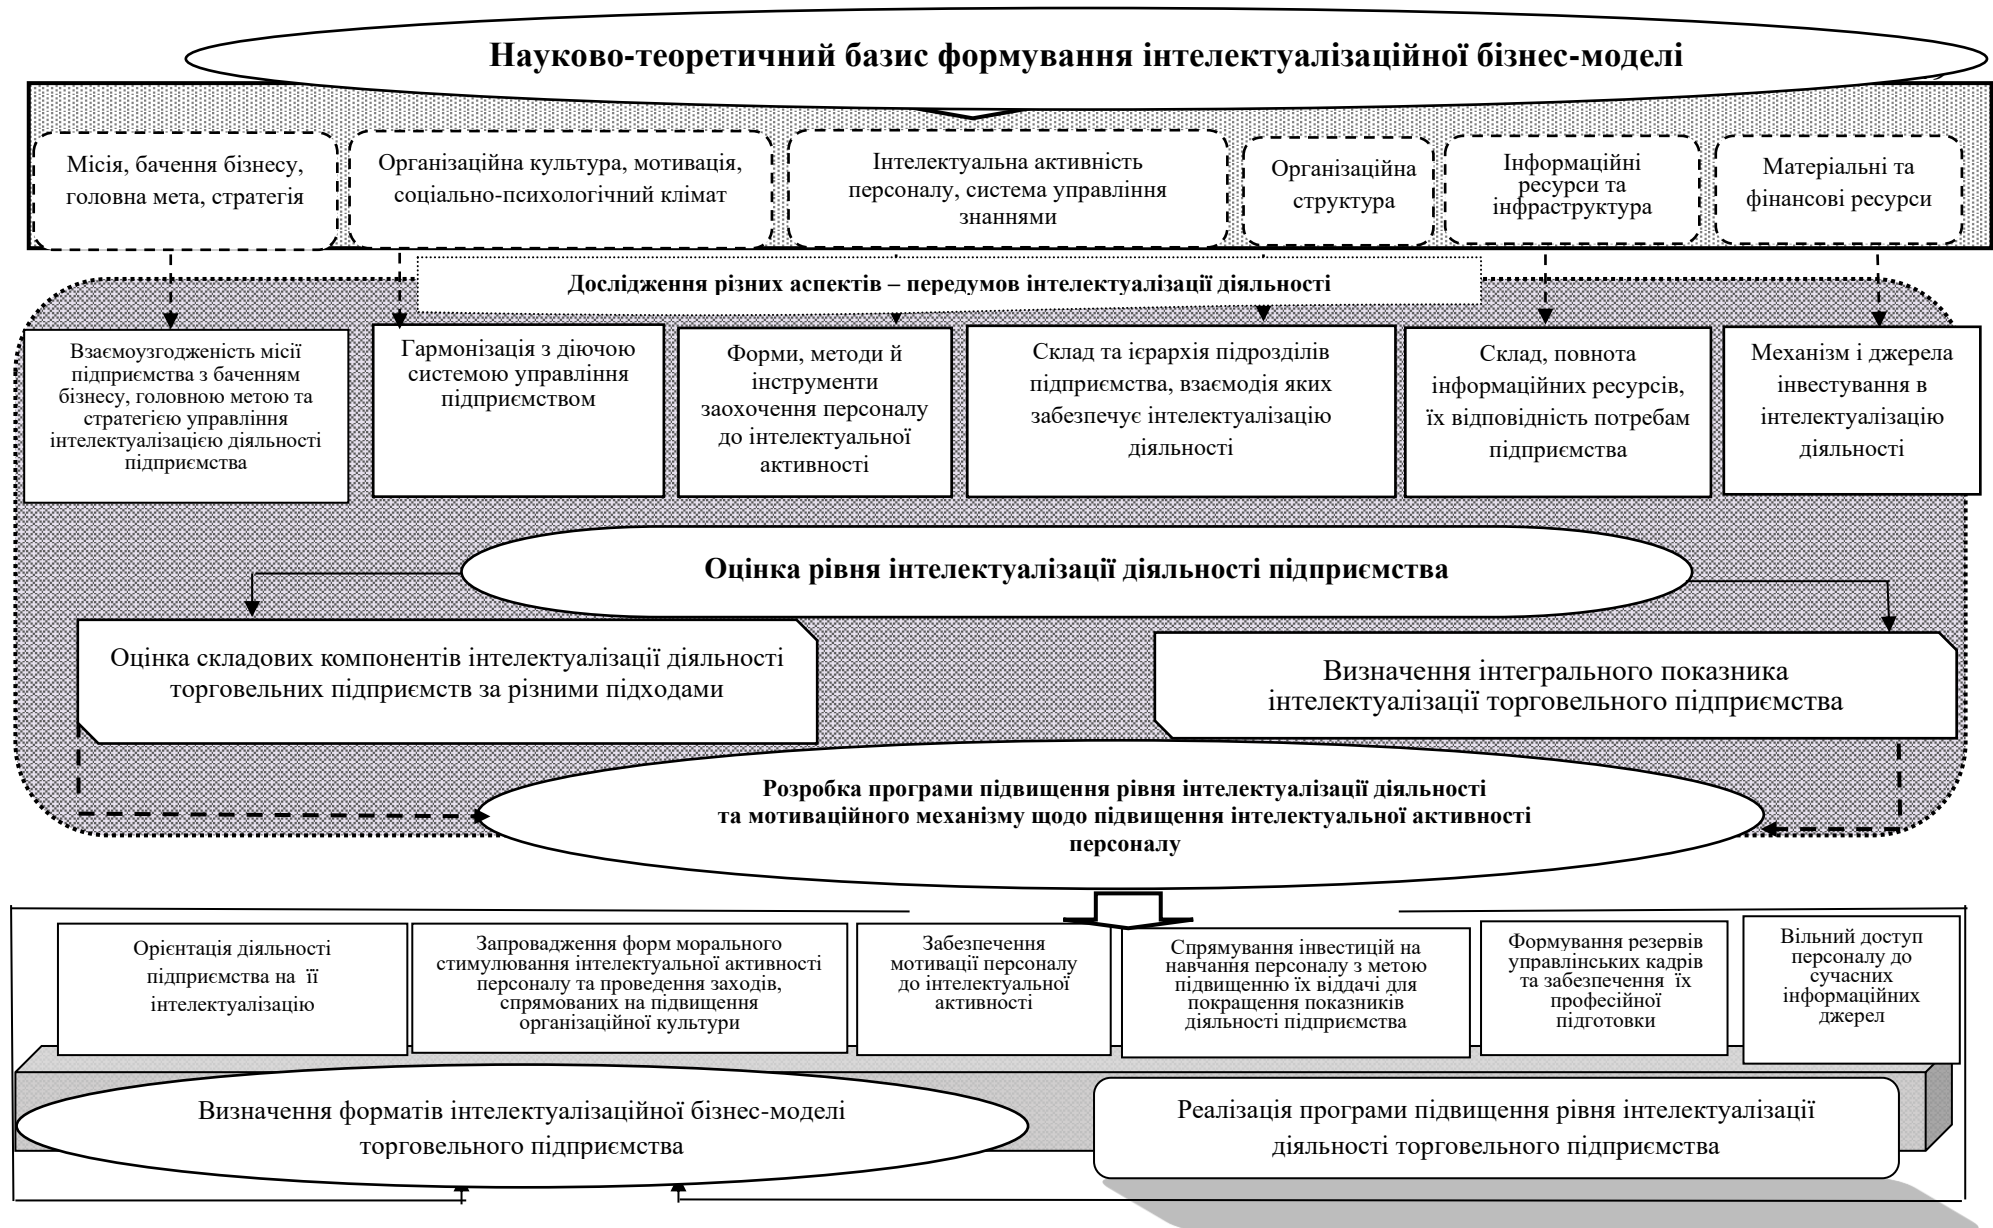 Науково-теоретичний базис формування інтелектуалізаційної бізнес-моделі
Місія, бачення бізнесу,
головна мета, стратегія
Організаційна культура, мотивація,
соціально-психологічний клімат
Інтелектуальна активність
персоналу, система управління
знаннями
Організаційна
структура
Інформаційні
ресурси та
інфраструктура
Матеріальні та
фінансові ресурси
Дослідження різних аспектів – передумов інтелектуалізації діяльності
Взаємоузгодженість місії
підприємства з баченням
бізнесу, головною метою та
стратегією управління
інтелектуалізацією діяльності
підприємства
Гармонізація з діючою
системою управління
підприємством
Форми, методи й
інструменти
заохочення персоналу
до інтелектуальної
активності
Склад та ієрархія підрозділів
підприємства, взаємодія яких
забезпечує інтелектуалізацію
діяльності
Склад, повнота
інформаційних ресурсів,
їх відповідність потребам
підприємства
Механізм і джерела
інвестування в
інтелектуалізацію
діяльності
Оцінка рівня інтелектуалізації діяльності підприємства
Оцінка складових компонентів інтелектуалізації діяльності
торговельних підприємств за різними підходами
Визначення інтегрального показника
інтелектуалізації торговельного підприємства
Розробка програми підвищення рівня інтелектуалізації діяльності
та мотиваційного механізму щодо підвищення інтелектуальної активності
персоналу
Орієнтація діяльності
підприємства на її
інтелектуалізацію
Запровадження форм морального
стимулювання інтелектуальної активності
персоналу та проведення заходів,
спрямованих на підвищення
організаційної культури
Забезпечення
мотивації персоналу
до інтелектуальної
активності
Спрямування інвестицій на
навчання персоналу з метою
підвищенню їх віддачі для
покращення показників
діяльності підприємства
Формування резервів
управлінських кадрів
та забезпечення їх
професійної
підготовки
Вільний доступ
персоналу до
сучасних
інформаційних
джерел
Визначення форматів інтелектуалізаційної бізнес-моделі
торговельного підприємства
Реалізація програми підвищення рівня інтелектуалізації
діяльності торговельного підприємства